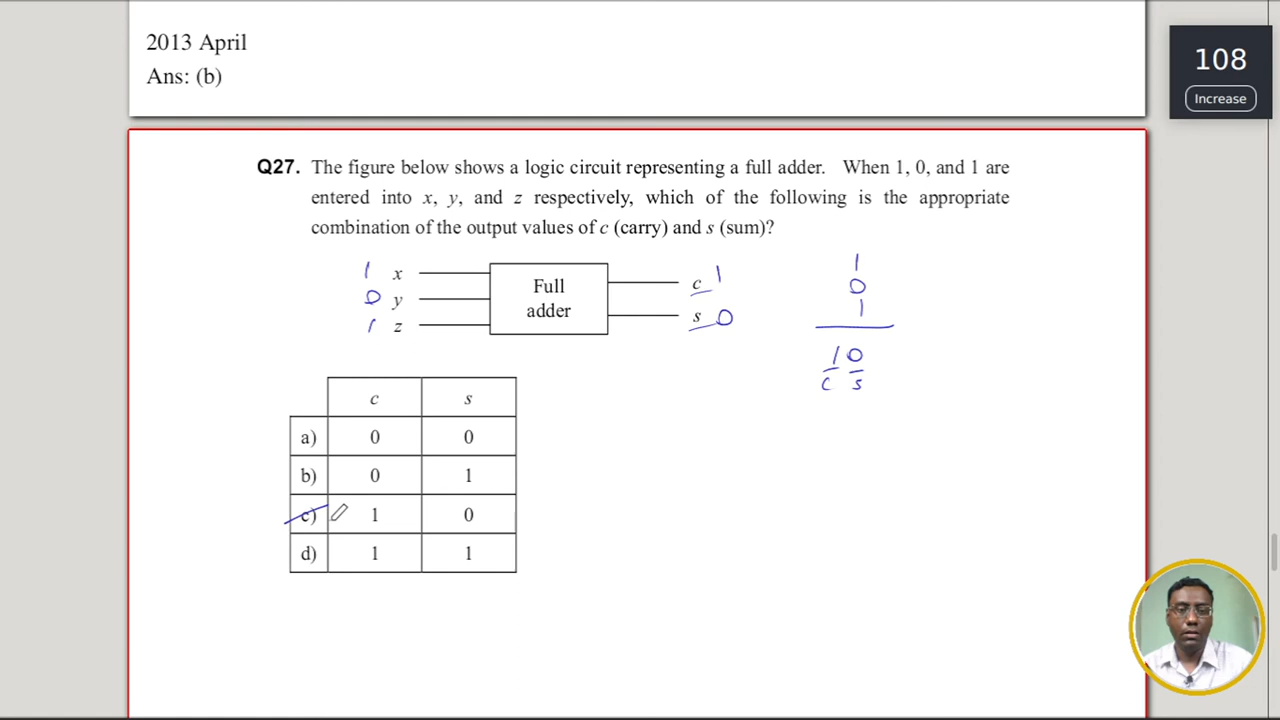 2013 April
Ans: (b)
108
Increase
Q27. The figure below shows a logic circuit representing a full adder. When 1, 0, and 1 are
entered into x, y, and z respectively, which of the following is the appropriate
combination of the output values of c (carry) and s (sum)?
1 x
0 y
1 z
Full
adder
c 1
s 0
1
0
1
1 0
c s
c s
a) 0 0
b) 0 1
c) 1 0
d) 1 1